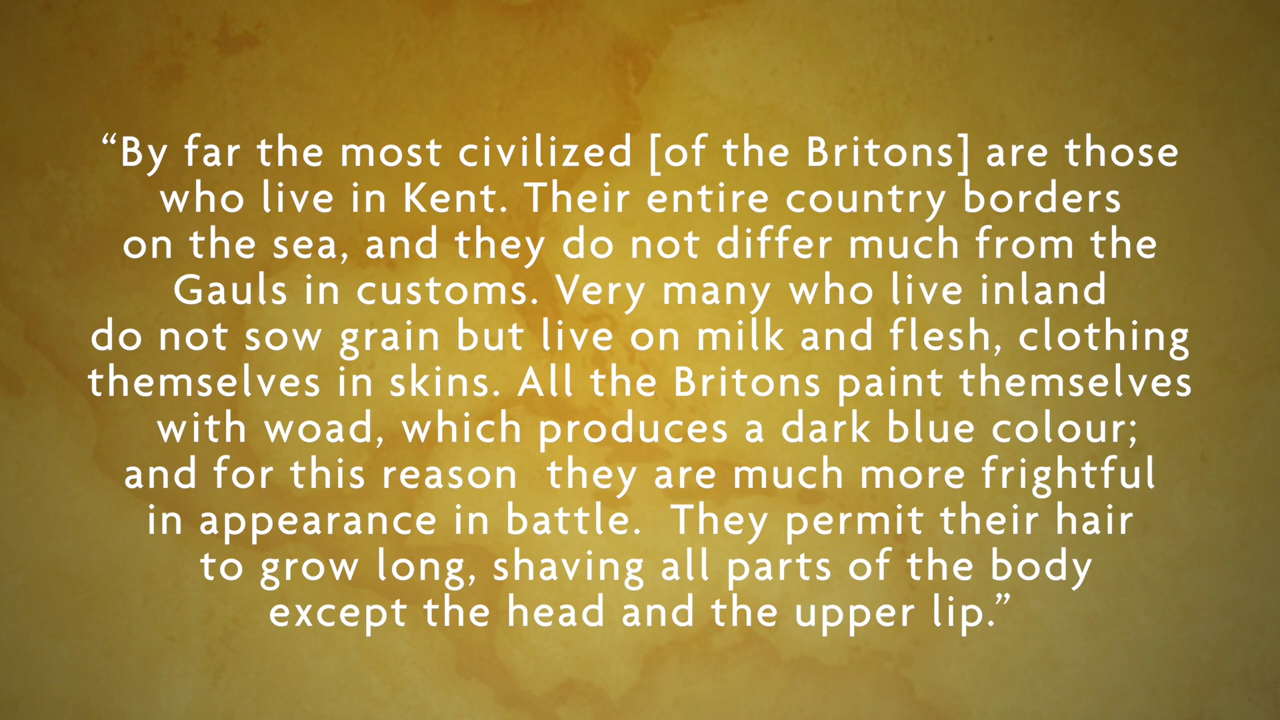 “By far the most civilized [of the Britons] are those
who live in Kent. Their entire country borders
on the sea, and they do not differ much from the
Gauls in customs. Very many who live inland
do not sow grain but live on milk and flesh, clothing
themselves in skins. All the Britons paint themselves
with woad, which produces a dark blue colour;
and for this reason  they are much more frightful
in appearance in battle.  They permit their hair
to grow long, shaving all parts of the body
except the head and the upper lip.”